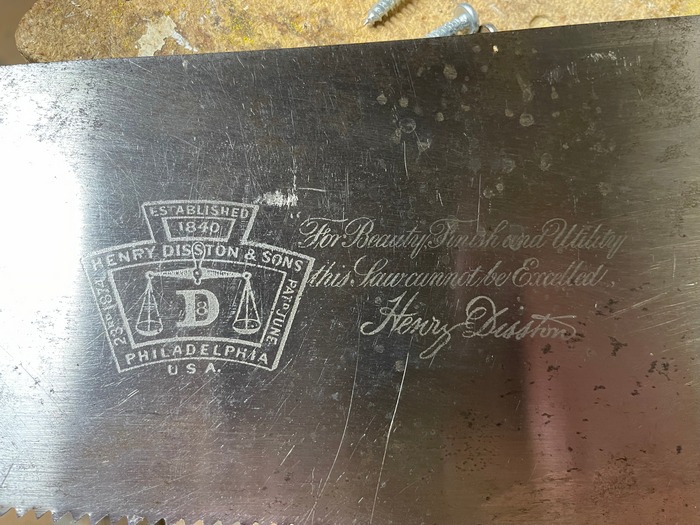 ESTABLISHED
1840
HENRY DISSTON & SONS
PAT'D JUNE
23RD 1874
D8
PHILADELPHIA
U.S.A.
"For Beauty, Finish and Utility
this Saw cannot be Excelled
Henry Disston